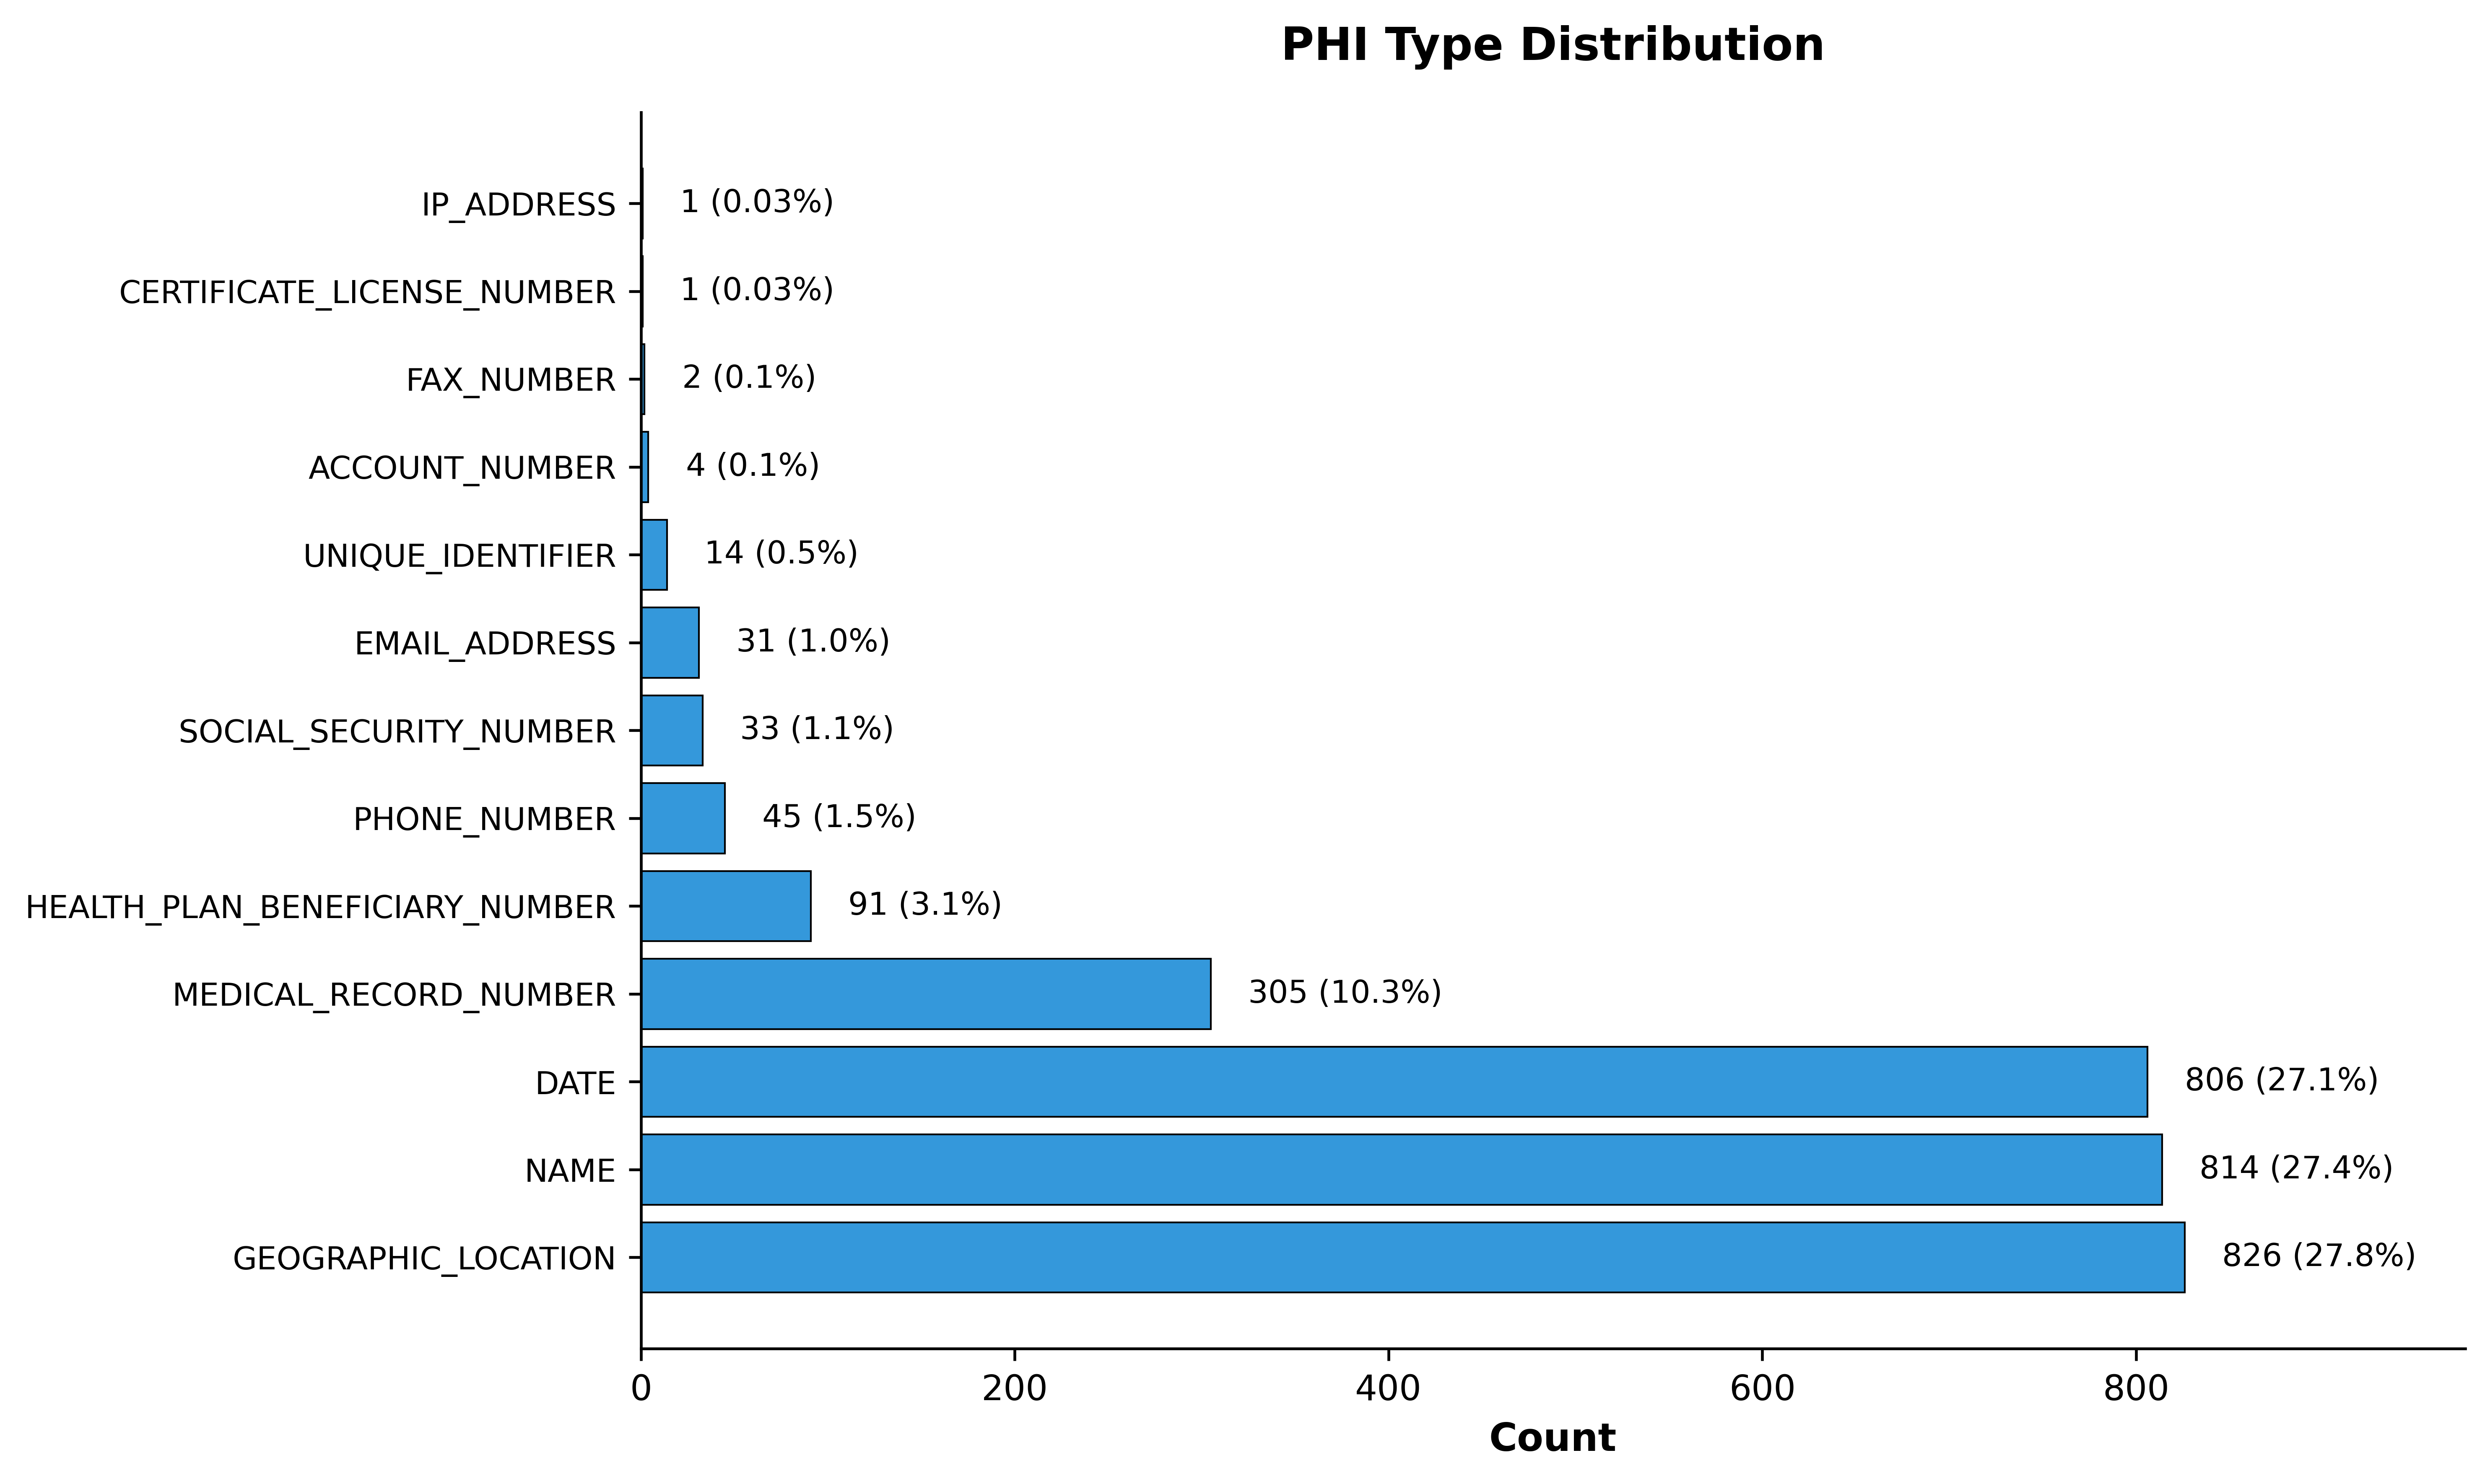 PHI Type Distribution
IP_ADDRESS 1 (0.03%)
CERTIFICATE_LICENSE_NUMBER 1 (0.03%)
FAX_NUMBER 2 (0.1%)
ACCOUNT_NUMBER 4 (0.1%)
UNIQUE_IDENTIFIER 14 (0.5%)
EMAIL_ADDRESS 31 (1.0%)
SOCIAL_SECURITY_NUMBER 33 (1.1%)
PHONE_NUMBER 45 (1.5%)
HEALTH_PLAN_BENEFICIARY_NUMBER 91 (3.1%)
MEDICAL_RECORD_NUMBER 305 (10.3%)
DATE 806 (27.1%)
NAME 814 (27.4%)
GEOGRAPHIC_LOCATION 826 (27.8%)
0 200 400 600 800
Count